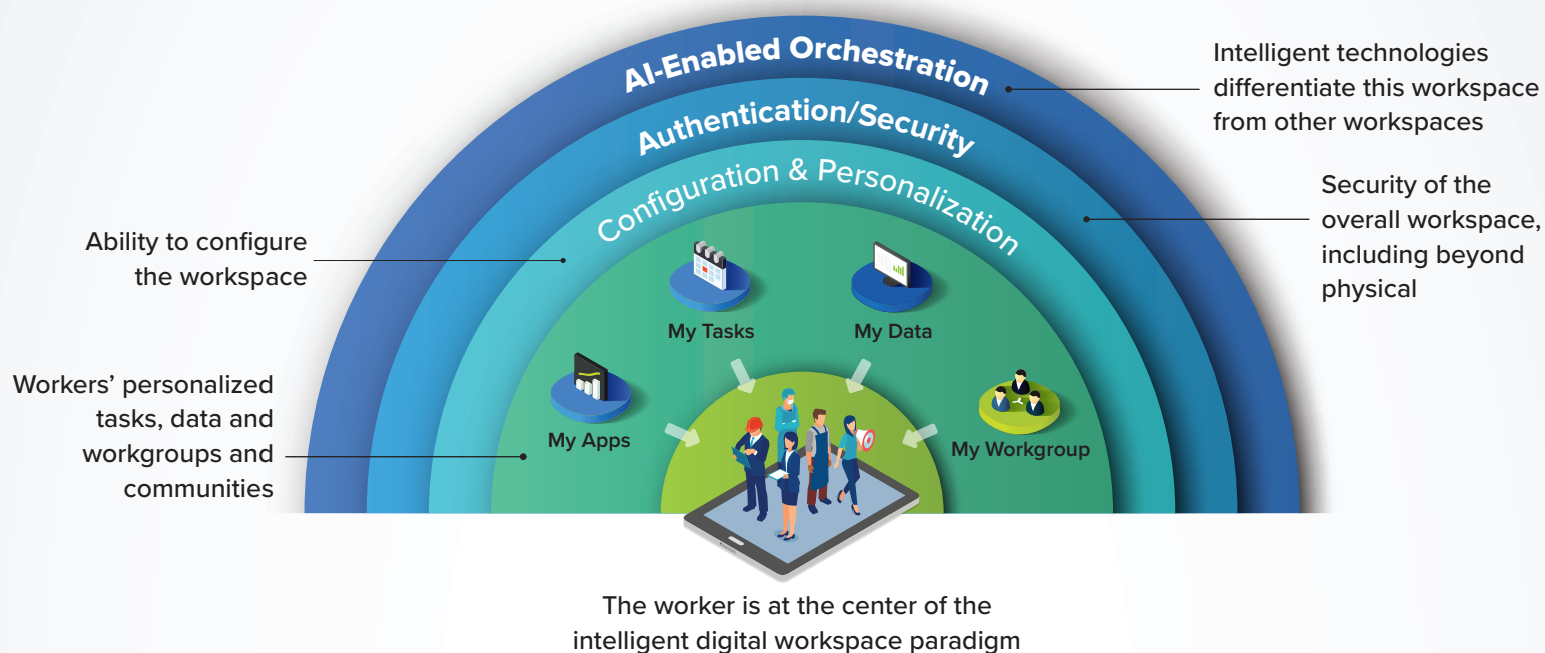 AI-Enabled Orchestration
Authentication/Security
Configuration & Personalization
Intelligent technologies
differentiate this workspace
from other workspaces
Security of the
overall workspace,
including beyond
physical
Ability to configure
the workspace
Workers’ personalized
tasks, data and
workgroups and
communities
My Apps
My Tasks
My Data
My Workgroup
The worker is at the center of the
intelligent digital workspace paradigm